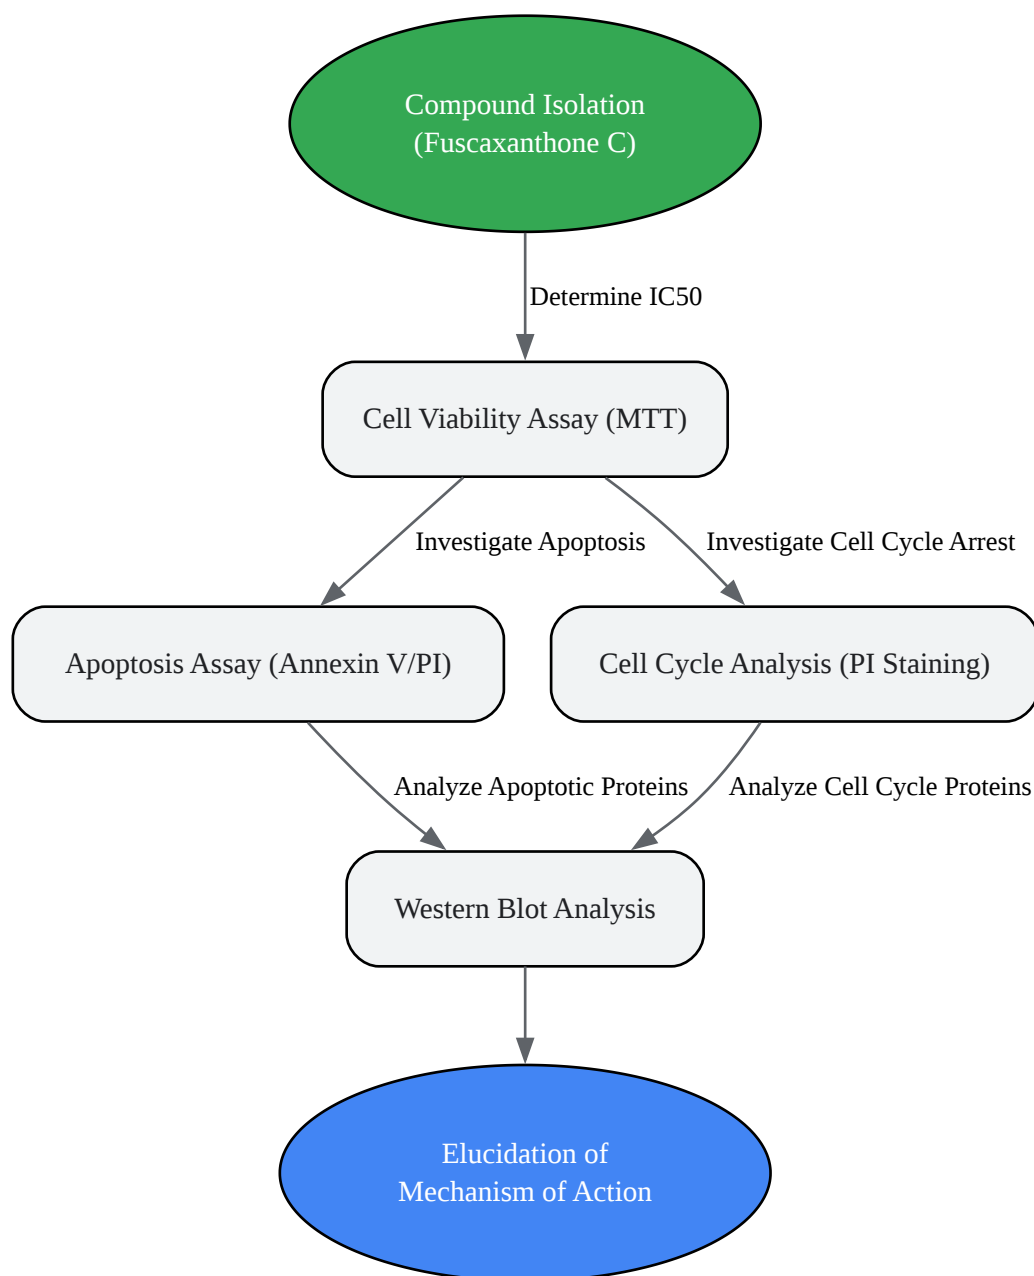 Compound Isolation
(Fuscaxanthone C)
Determine IC50
Cell Viability Assay (MTT)
Investigate Apoptosis
Investigate Cell Cycle Arrest
Apoptosis Assay (Annexin V/PI)
Cell Cycle Analysis (PI Staining)
Analyze Apoptotic Proteins
Analyze Cell Cycle Proteins
Western Blot Analysis
Elucidation of
Mechanism of Action